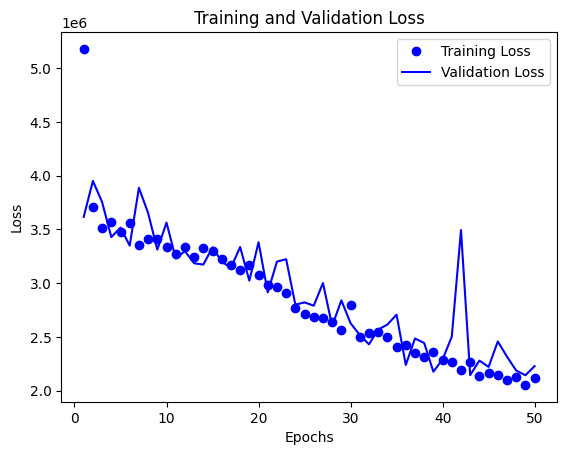 Training and Validation Loss
1e6
Training Loss
Validation Loss
5.0
4.5
4.0
3.5
3.0
2.5
2.0
Loss
0
10
20
30
40
50
Epochs